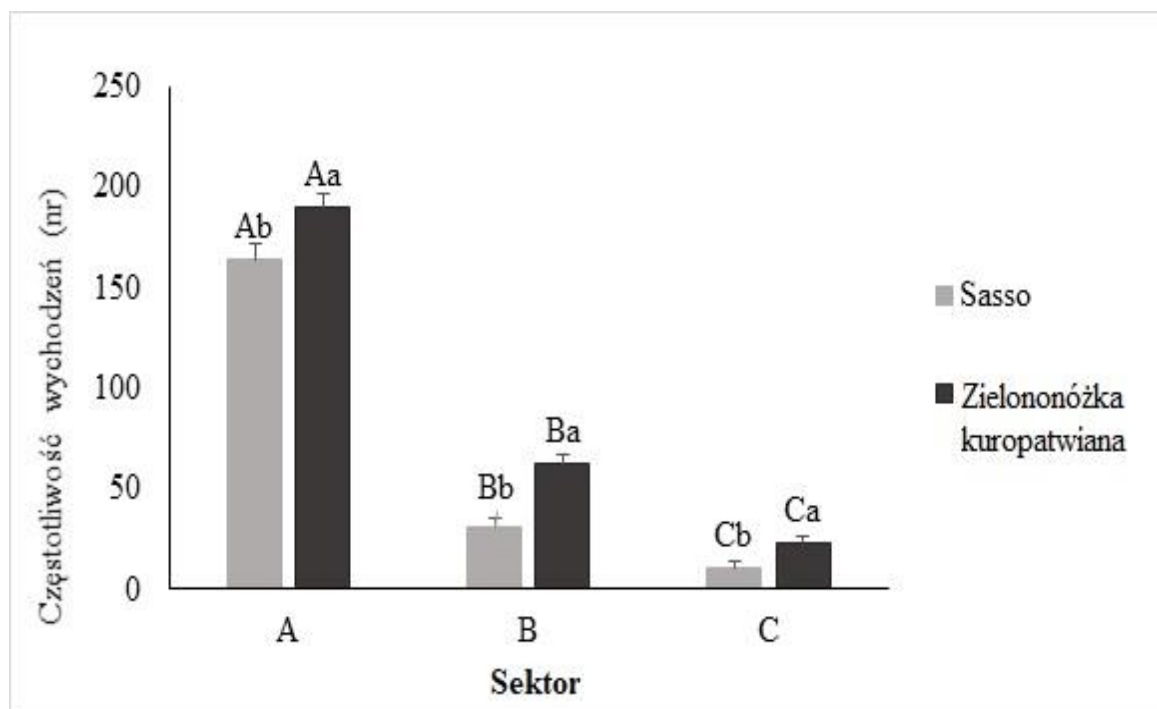 Częstotliwość wychodzeń (nr)
250
200
150
100
50
0
Ab
Aa
Bb
Ba
Cb
Ca
A
B
C
Sektor
Sasso
Zielononóżka
kuropatwiana